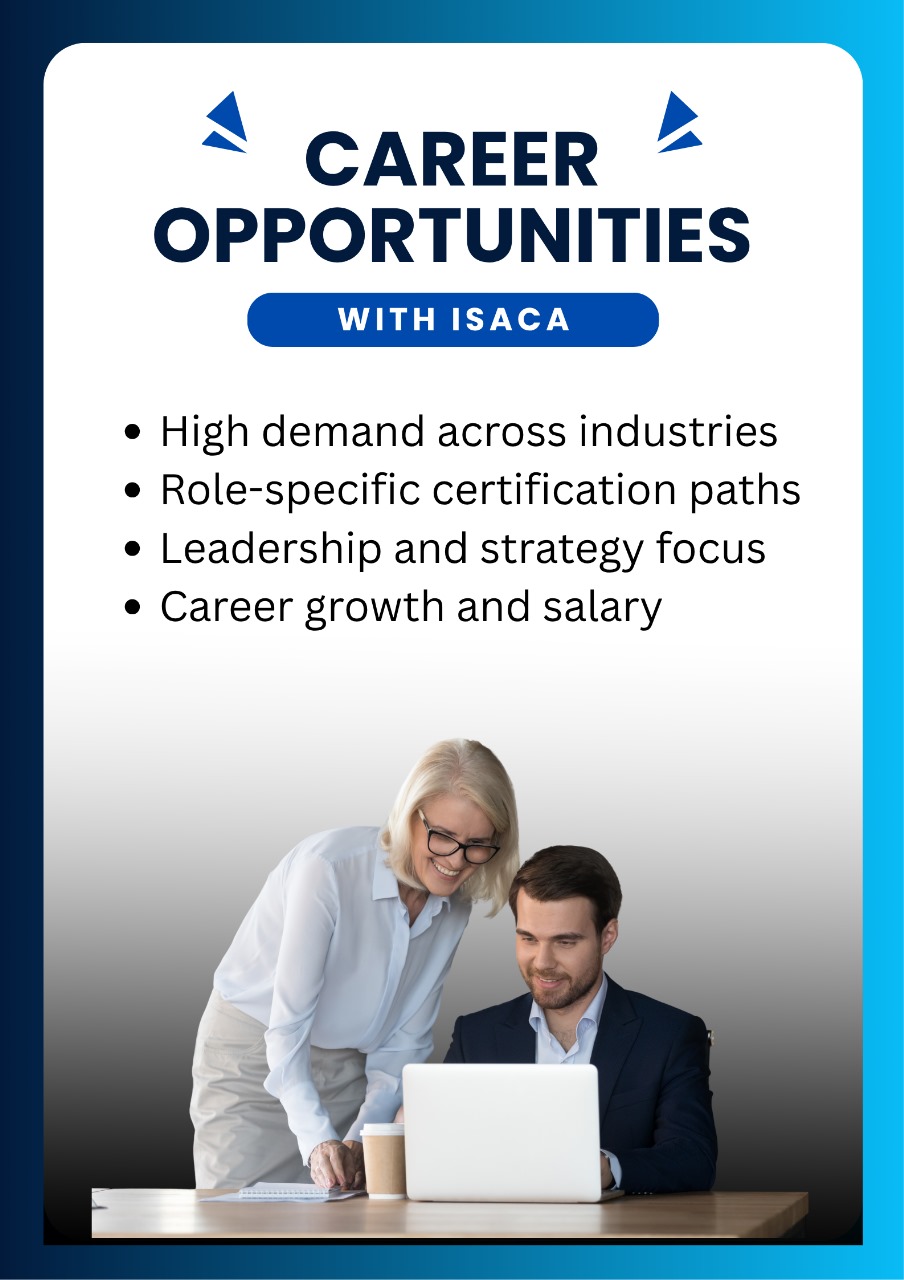 CAREER
OPPORTUNITIES
WITH ISACA
• High demand across industries
• Role-specific certification paths
• Leadership and strategy focus
• Career growth and salary